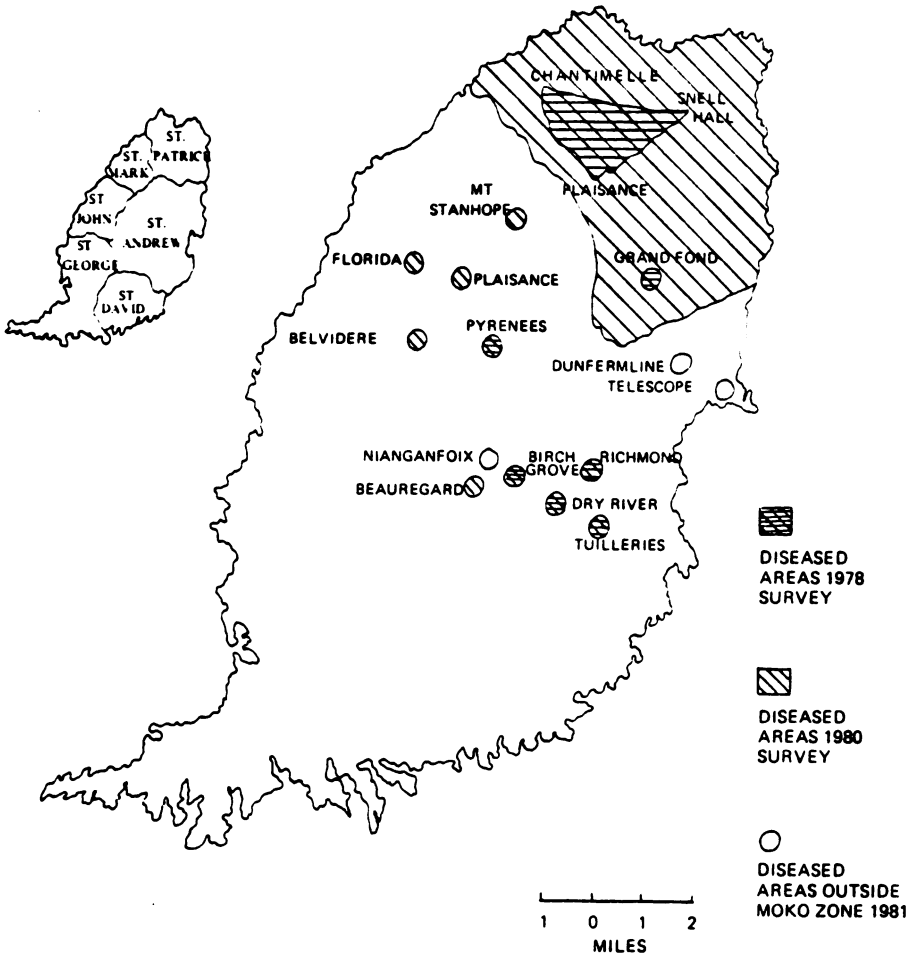 CHANTIMELLE
SNELL
HALL
PLAISANCE
MT
STANHOPE
GRAND FOND
FLORIDA
PLAISANCE
BELVIDERE
PYRENEES
DUNFERMLINE
TELESCOPE
NIANGANFOIX
BIRCH
GROVE
RICHMOND
BEAUREGARD
DRY RIVER
TUILLERIES
ST.
PATRICK
ST.
MARK
ST
JOHN
ST.
ANDREW
ST
GEORGE
ST
DAVID
DISEASED
AREAS 1978
SURVEY
DISEASED
AREAS 1980
SURVEY
DISEASED
AREAS OUTSIDE
MOKO ZONE 1981
1 0 1 2
MILES